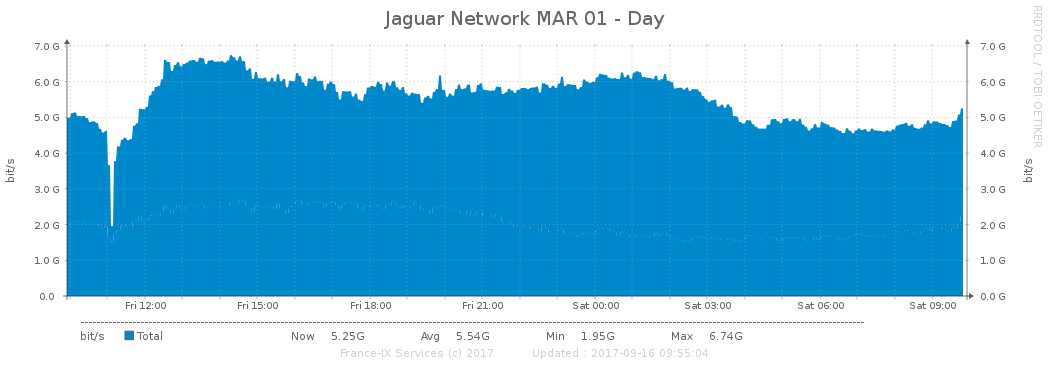 Jaguar Network MAR 01 - Day
RRDTOOL / TOBI OETIKER
bit/s
7.0 G
6.0 G
5.0 G
4.0 G
3.0 G
2.0 G
1.0 G
0.0
7.0 G
6.0 G
5.0 G
4.0 G
3.0 G
2.0 G
1.0 G
0.0 G
bit/s
Fri 12:00 Fri 15:00 Fri 18:00 Fri 21:00 Sat 00:00 Sat 03:00 Sat 06:00 Sat 09:00
bit/s Total Now 5.25G Avg 5.54G Min 1.95G Max 6.74G
France-IX Services (c) 2017 Updated : 2017-09-16 09:55:04